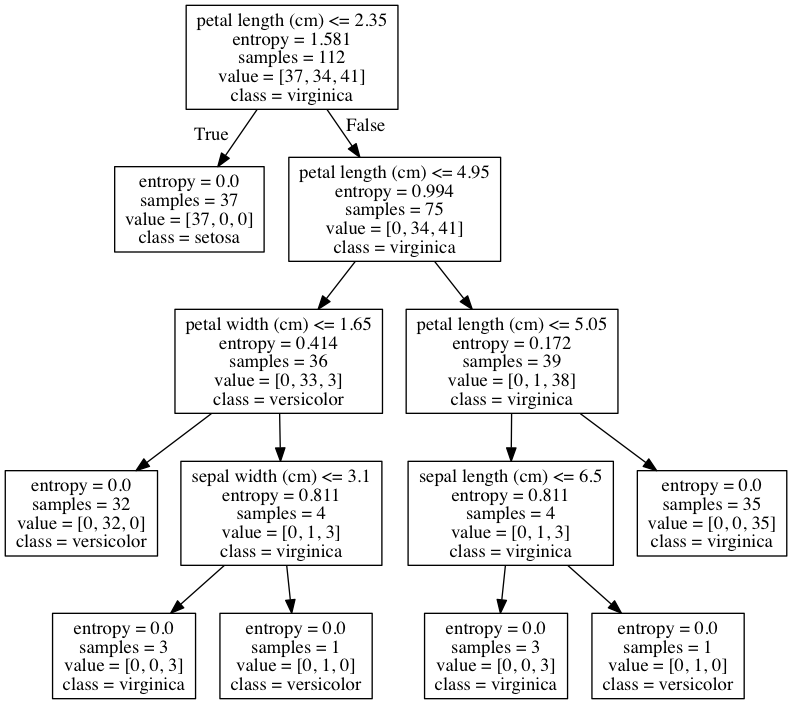 petal length (cm) <= 2.35
entropy = 1.581
samples = 112
value = [37, 34, 41]
class = virginica
True
False
entropy = 0.0
samples = 37
value = [37, 0, 0]
class = setosa
petal length (cm) <= 4.95
entropy = 0.994
samples = 75
value = [0, 34, 41]
class = virginica
petal width (cm) <= 1.65
entropy = 0.414
samples = 36
value = [0, 33, 3]
class = versicolor
petal length (cm) <= 5.05
entropy = 0.172
samples = 39
value = [0, 1, 38]
class = virginica
entropy = 0.0
samples = 32
value = [0, 32, 0]
class = versicolor
sepal width (cm) <= 3.1
entropy = 0.811
samples = 4
value = [0, 1, 3]
class = virginica
sepal length (cm) <= 6.5
entropy = 0.811
samples = 4
value = [0, 1, 3]
class = virginica
entropy = 0.0
samples = 35
value = [0, 0, 35]
class = virginica
entropy = 0.0
samples = 3
value = [0, 0, 3]
class = virginica
entropy = 0.0
samples = 1
value = [0, 1, 0]
class = versicolor
entropy = 0.0
samples = 3
value = [0, 0, 3]
class = virginica
entropy = 0.0
samples = 1
value = [0, 1, 0]
class = versicolor